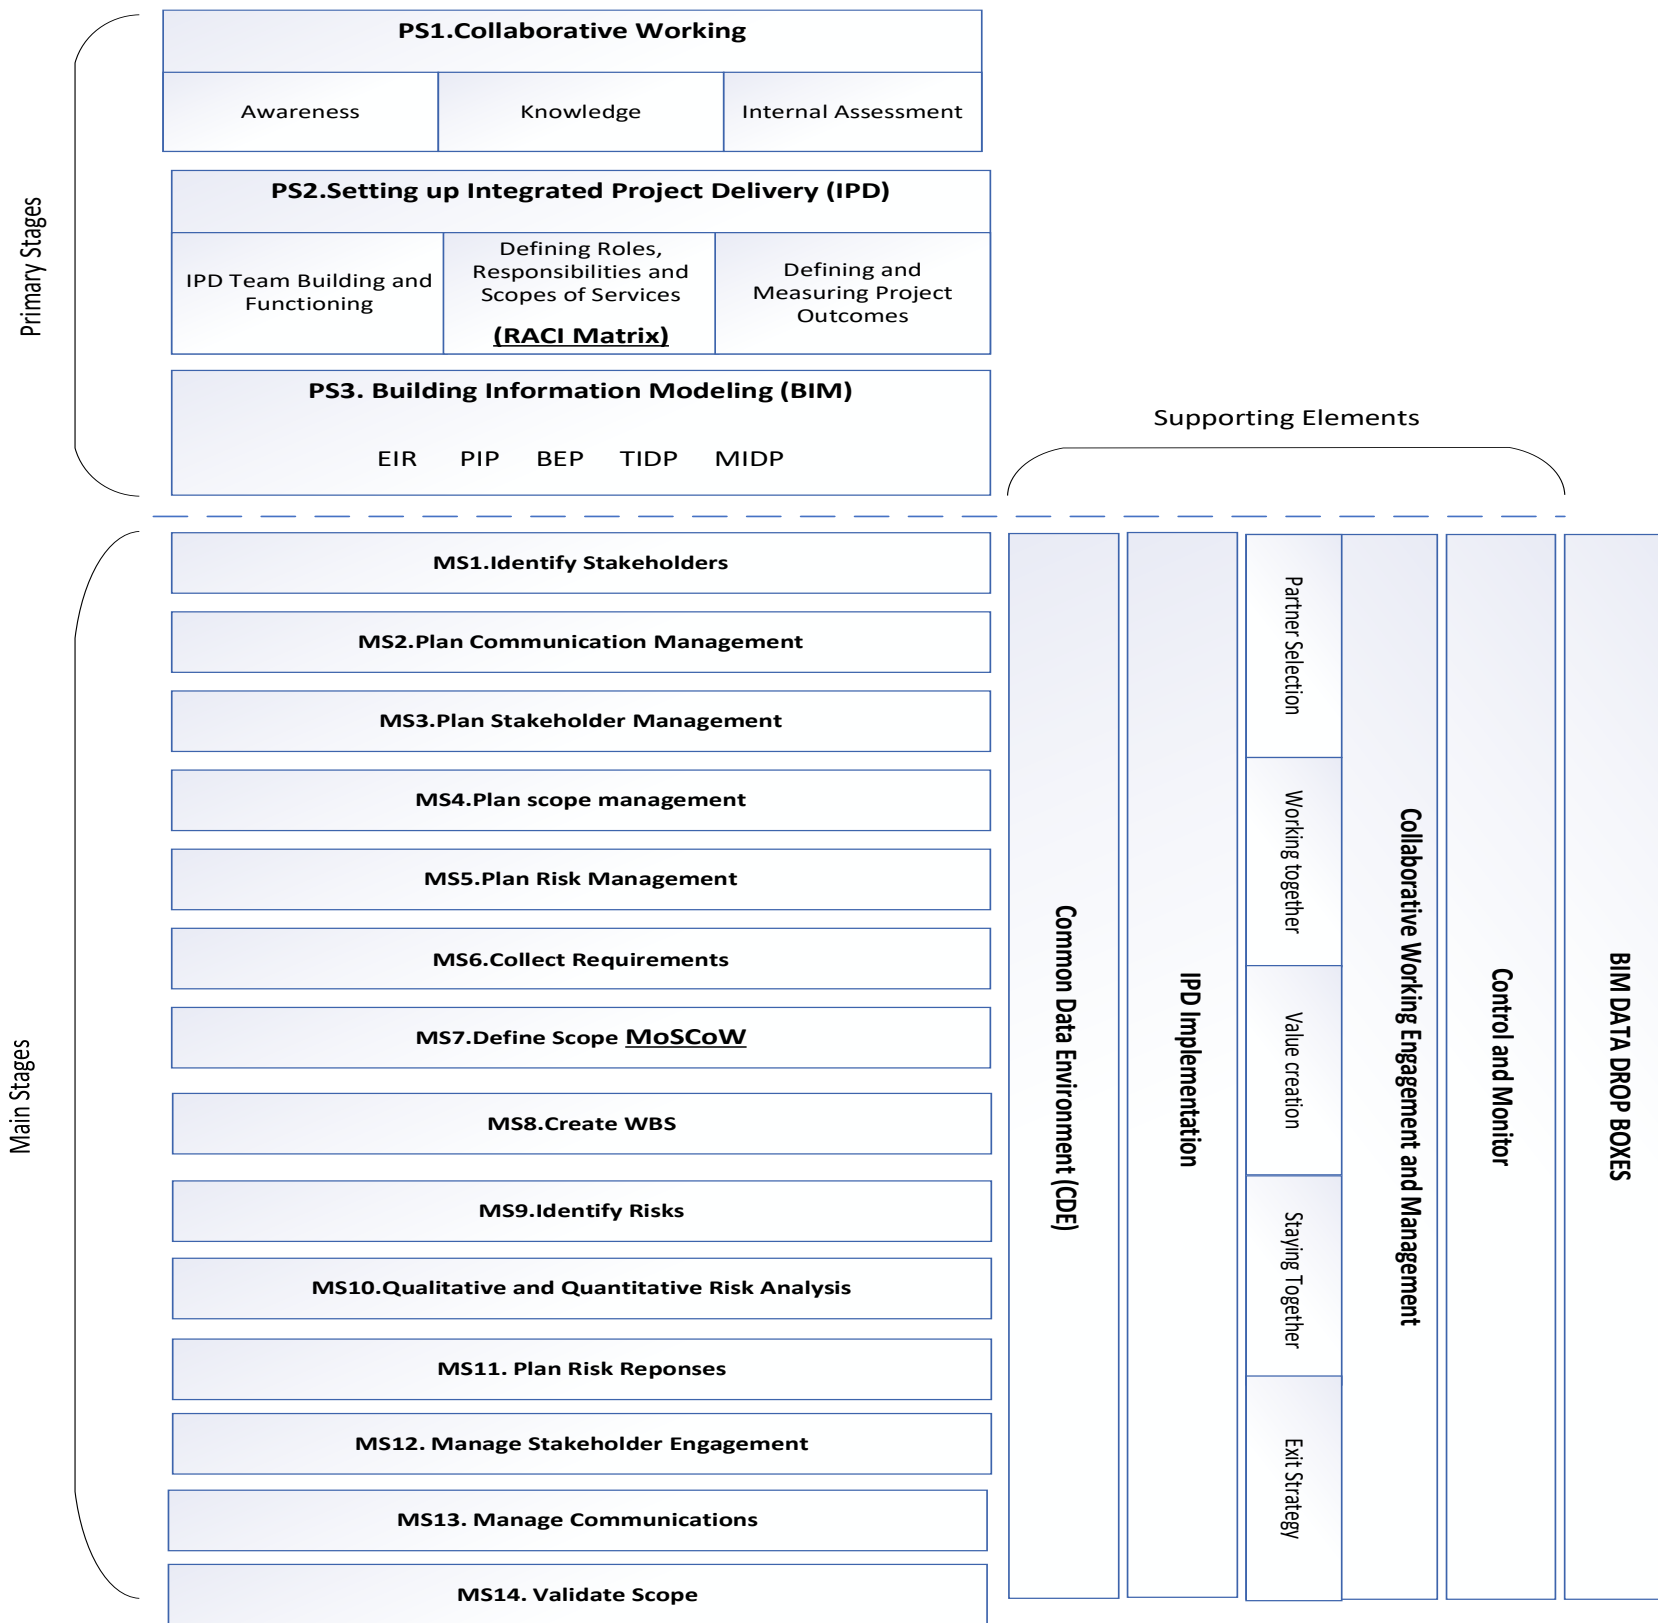 Primary Stages
PS1.Collaborative Working
Awareness
Knowledge
Internal Assessment
PS2.Setting up Integrated Project Delivery (IPD)
IPD Team Building and
Functioning
Defining Roles,
Responsibilities and
Scopes of Services
(RACI Matrix)
Defining and
Measuring Project
Outcomes
PS3. Building Information Modeling (BIM)
EIR PIP BEP TIDP MIDP
Supporting Elements
Main Stages
MS1.Identify Stakeholders
MS2.Plan Communication Management
MS3.Plan Stakeholder Management
MS4.Plan scope management
MS5.Plan Risk Management
MS6.Collect Requirements
MS7.Define Scope MoSCoW
MS8.Create WBS
MS9.Identify Risks
MS10.Qualitative and Quantitative Risk Analysis
MS11. Plan Risk Reponses
MS12. Manage Stakeholder Engagement
MS13. Manage Communications
MS14. Validate Scope
Common Data Environment (CDE)
IPD Implementation
Partner Selection
Working together
Value creation
Staying Together
Exit Strategy
Collaborative Working Engagement and Management
Control and Monitor
BIM DATA DROP BOXES